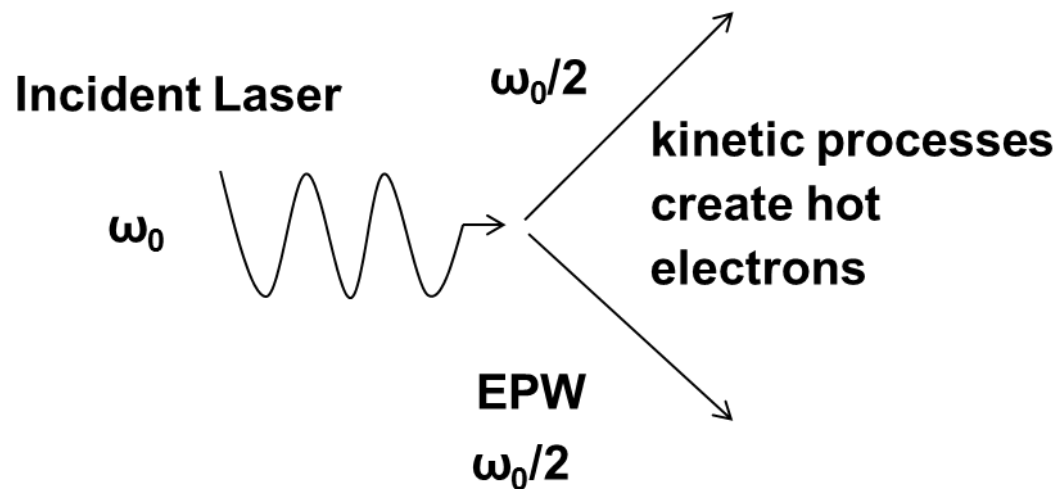 Incident Laser
ω₀
ω₀/2
kinetic processes
create hot
electrons
EPW
ω₀/2